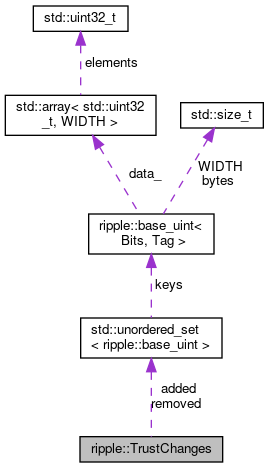 std::uint32_t
elements
std::array< std::uint32
_t, WIDTH >
std::size_t
data_
WIDTH
bytes
ripple::base_uint<
Bits, Tag >
keys
std::unordered_set
< ripple::base_uint >
added
removed
ripple::TrustChanges